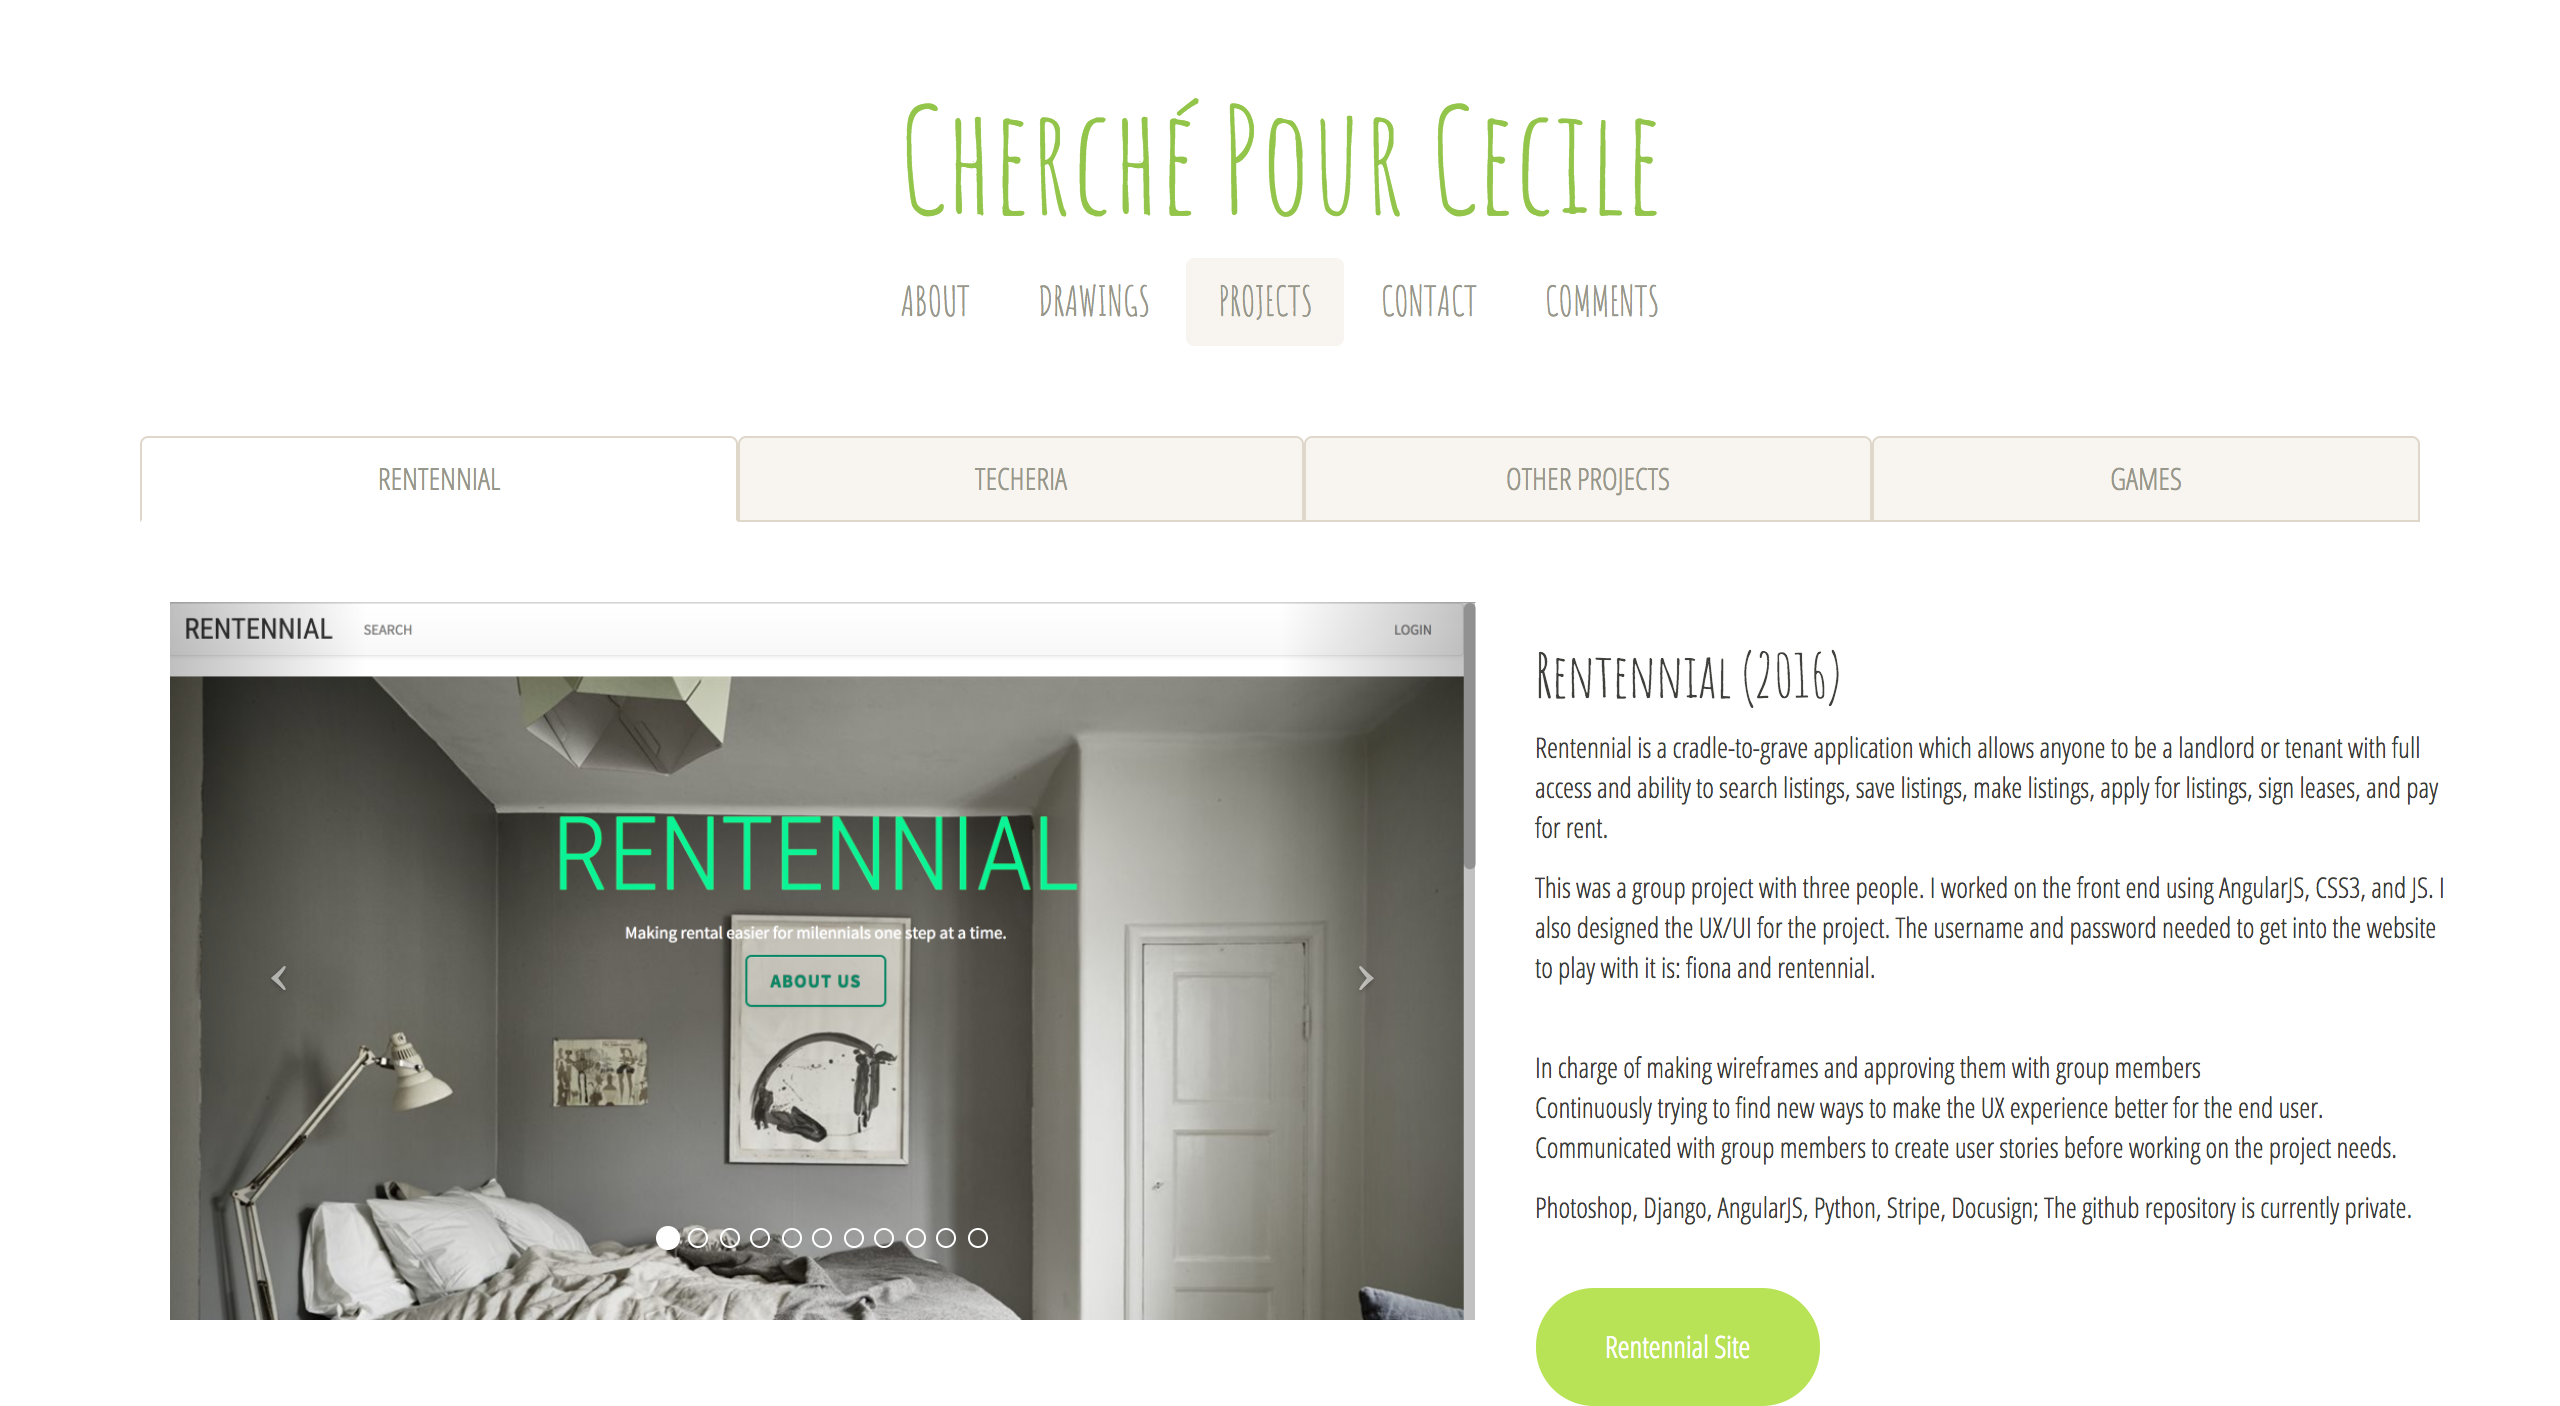 Cherché Pour Cecile
ABOUT DRAWINGS PROJECTS CONTACT COMMENTS
RENTENNIAL TECHERIA OTHER PROJECTS GAMES
RENTENNIAL SEARCH LOGIN
RENTENNIAL
Making rental easier for milennials one step at a time.
ABOUT US
Rentennial (2016)
Rentennial is a cradle-to-grave application which allows anyone to be a landlord or tenant with full
access and ability to search listings, save listings, make listings, apply for listings, sign leases, and pay
for rent.
This was a group project with three people. I worked on the front end using AngularJS, CSS3, and JS. I
also designed the UX/UI for the project. The username and password needed to get into the website
to play with it is: fiona and rentennial.
In charge of making wireframes and approving them with group members
Continuously trying to find new ways to make the UX experience better for the end user.
Communicated with group members to create user stories before working on the project needs.
Photoshop, Django, AngularJS, Python, Stripe, Docusign; The github repository is currently private.
Rentennial Site